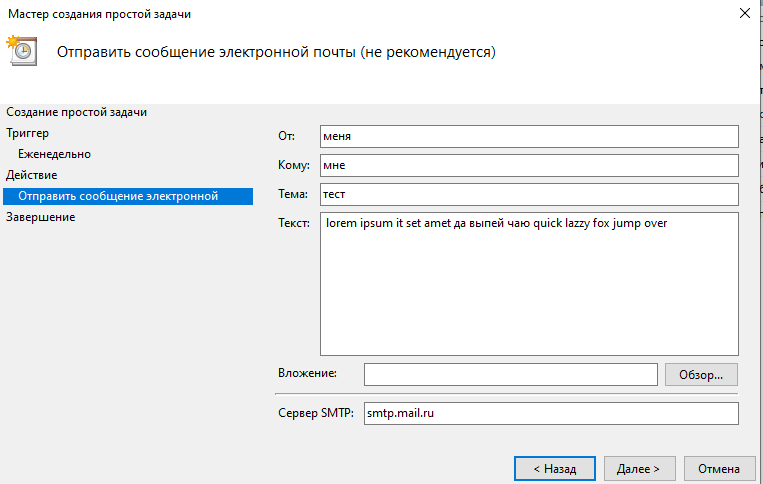 Мастер создания простой задачи
Отправить сообщение электронной почты (не рекомендуется)
Создание простой задачи
Триггер
Еженедельно
Действие
Отправить сообщение электронной
Завершение
От: меня
Кому: мне
Тема: тест
Текст: lorem ipsum it set amet да выпей чаю quick lazzy fox jump over
Вложение: Обзор...
Сервер SMTP: smtp.mail.ru
< Назад Далее > Отмена